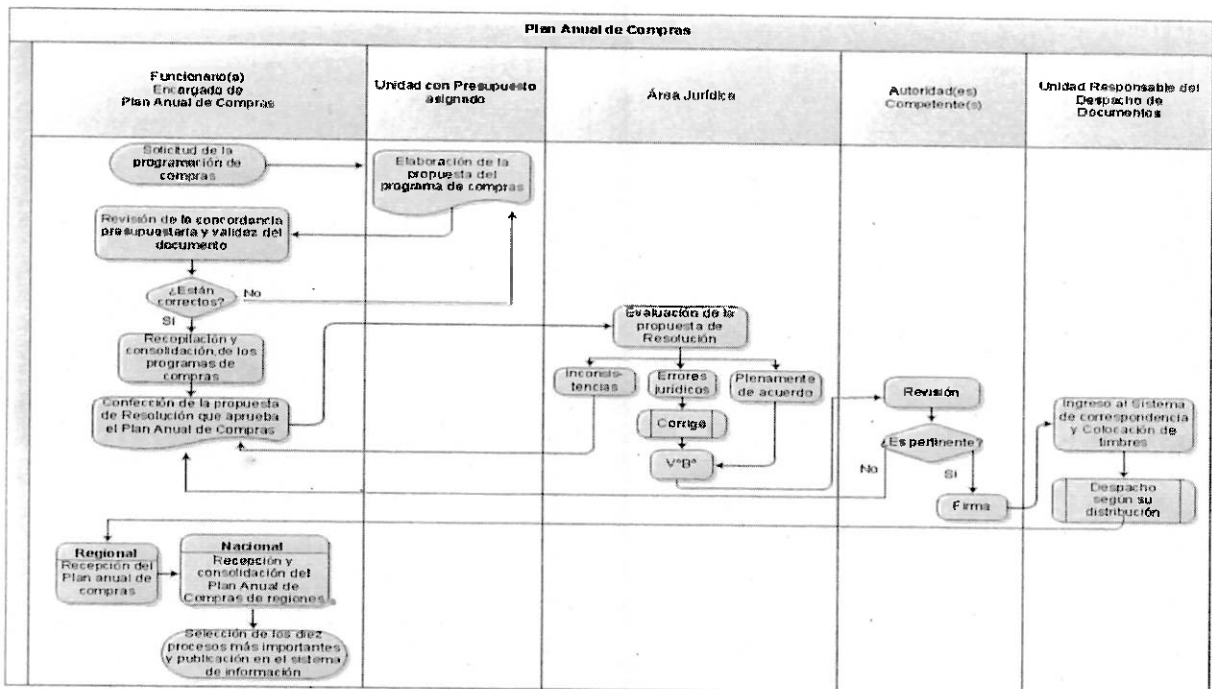 Plan Anual de Compras
Funcionario(a)
Encargado de
Plan Anual de Compras
Unidad con Presupuesto
asignado
Área Jurídica
Autoridad(es)
Competente(s)
Unidad Responsable del
Despacho de
Documentos
Solicitud de la
programación de
compras
Elaboración de la
propuesta del
programa de compras
Revisión de la concordancia
presupuestaria y validez del
documento
¿Están
correctos?
No
Sí
Recopilación y
consolidación de los
programas de
compras
Confección de la propuesta
de Resolución que aprueba
el Plan Anual de Compras
Evaluación de la
propuesta de
Resolución
Inconsis-
tencias
Errores
jurídicos
Plenamente
de acuerdo
Corrige
V°B°
Revisión
¿Es pertinente?
No
Sí
Firma
Ingreso al Sistema
de correspondencia
y Colocación de
timbres
Despacho
según su
distribución
Regional
Recepción del
Plan anual de
compras
Nacional
Recepción y
consolidación del
Plan Anual de
Compras de regiones
Selección de los diez
procesos más importantes
y publicación en el sistema
de información